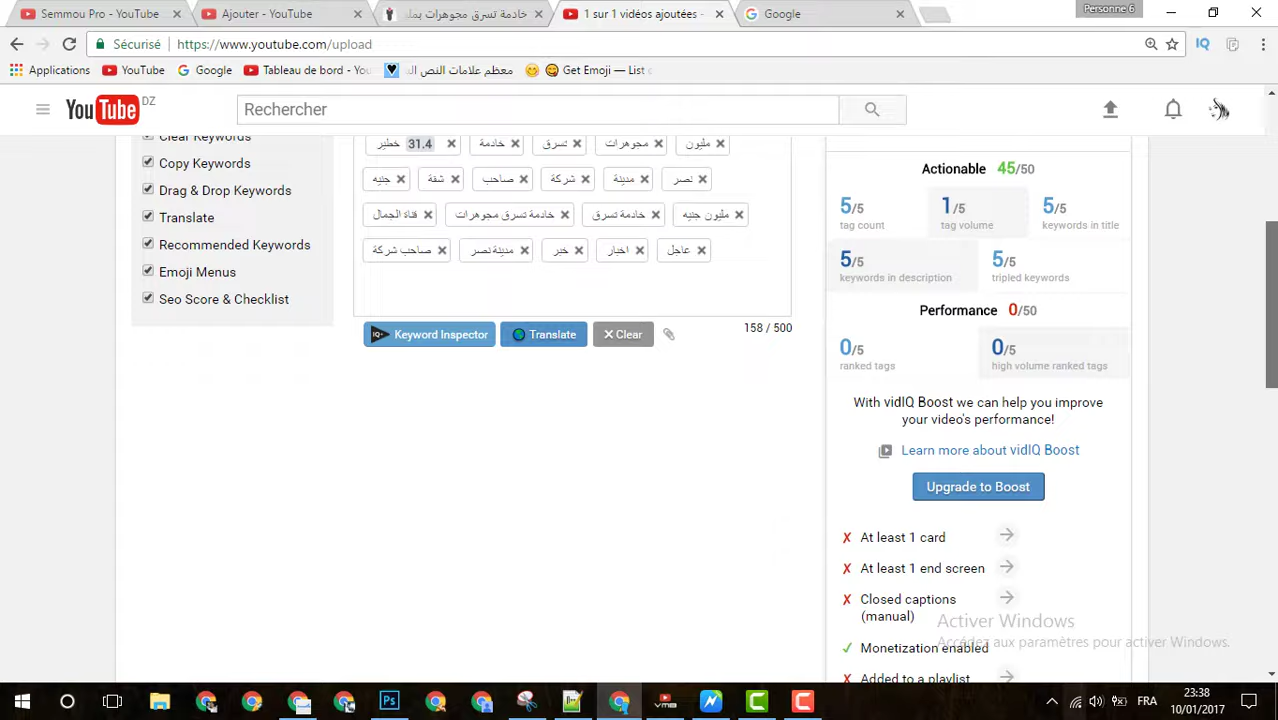 Semmou Pro - YouTube
Ajouter - YouTube
خادمة تسرق مجوهرات بما
1 sur 1 vidéos ajoutées -
Google
Personne 6
Sécurisé
https://www.youtube.com/upload
Applications
YouTube
Google
Tableau de bord - You
معظم علامات النص ال
Get Emoji — List o
YouTube DZ
Rechercher
Clear Keywords
Copy Keywords
Drag & Drop Keywords
Translate
Recommended Keywords
Emoji Menus
Seo Score & Checklist
خطير 31.4
خادمة
تسرق
مجوهرات
مليون
جنيه
شقة
صاحب
شركة
مدينة
نصر
قناة الجمال
خادمة تسرق مجوهرات
خادمة تسرق
مليون جنيه
صاحب شركة
مدينة نصر
خبر
اخبار
عاجل
Keyword Inspector
Translate
Clear
158 / 500
Actionable 45/50
5/5
tag count
1/5
tag volume
5/5
keywords in title
5/5
keywords in description
5/5
tripled keywords
Performance 0/50
0/5
ranked tags
0/5
high volume ranked tags
With vidIQ Boost we can help you improve
your video's performance!
Learn more about vidIQ Boost
Upgrade to Boost
At least 1 card
At least 1 end screen
Closed captions
(manual)
Monetization enabled
Added to a playlist
Activer Windows
Accédez aux paramètres pour activer Windows.
FRA
23:38
10/01/2017